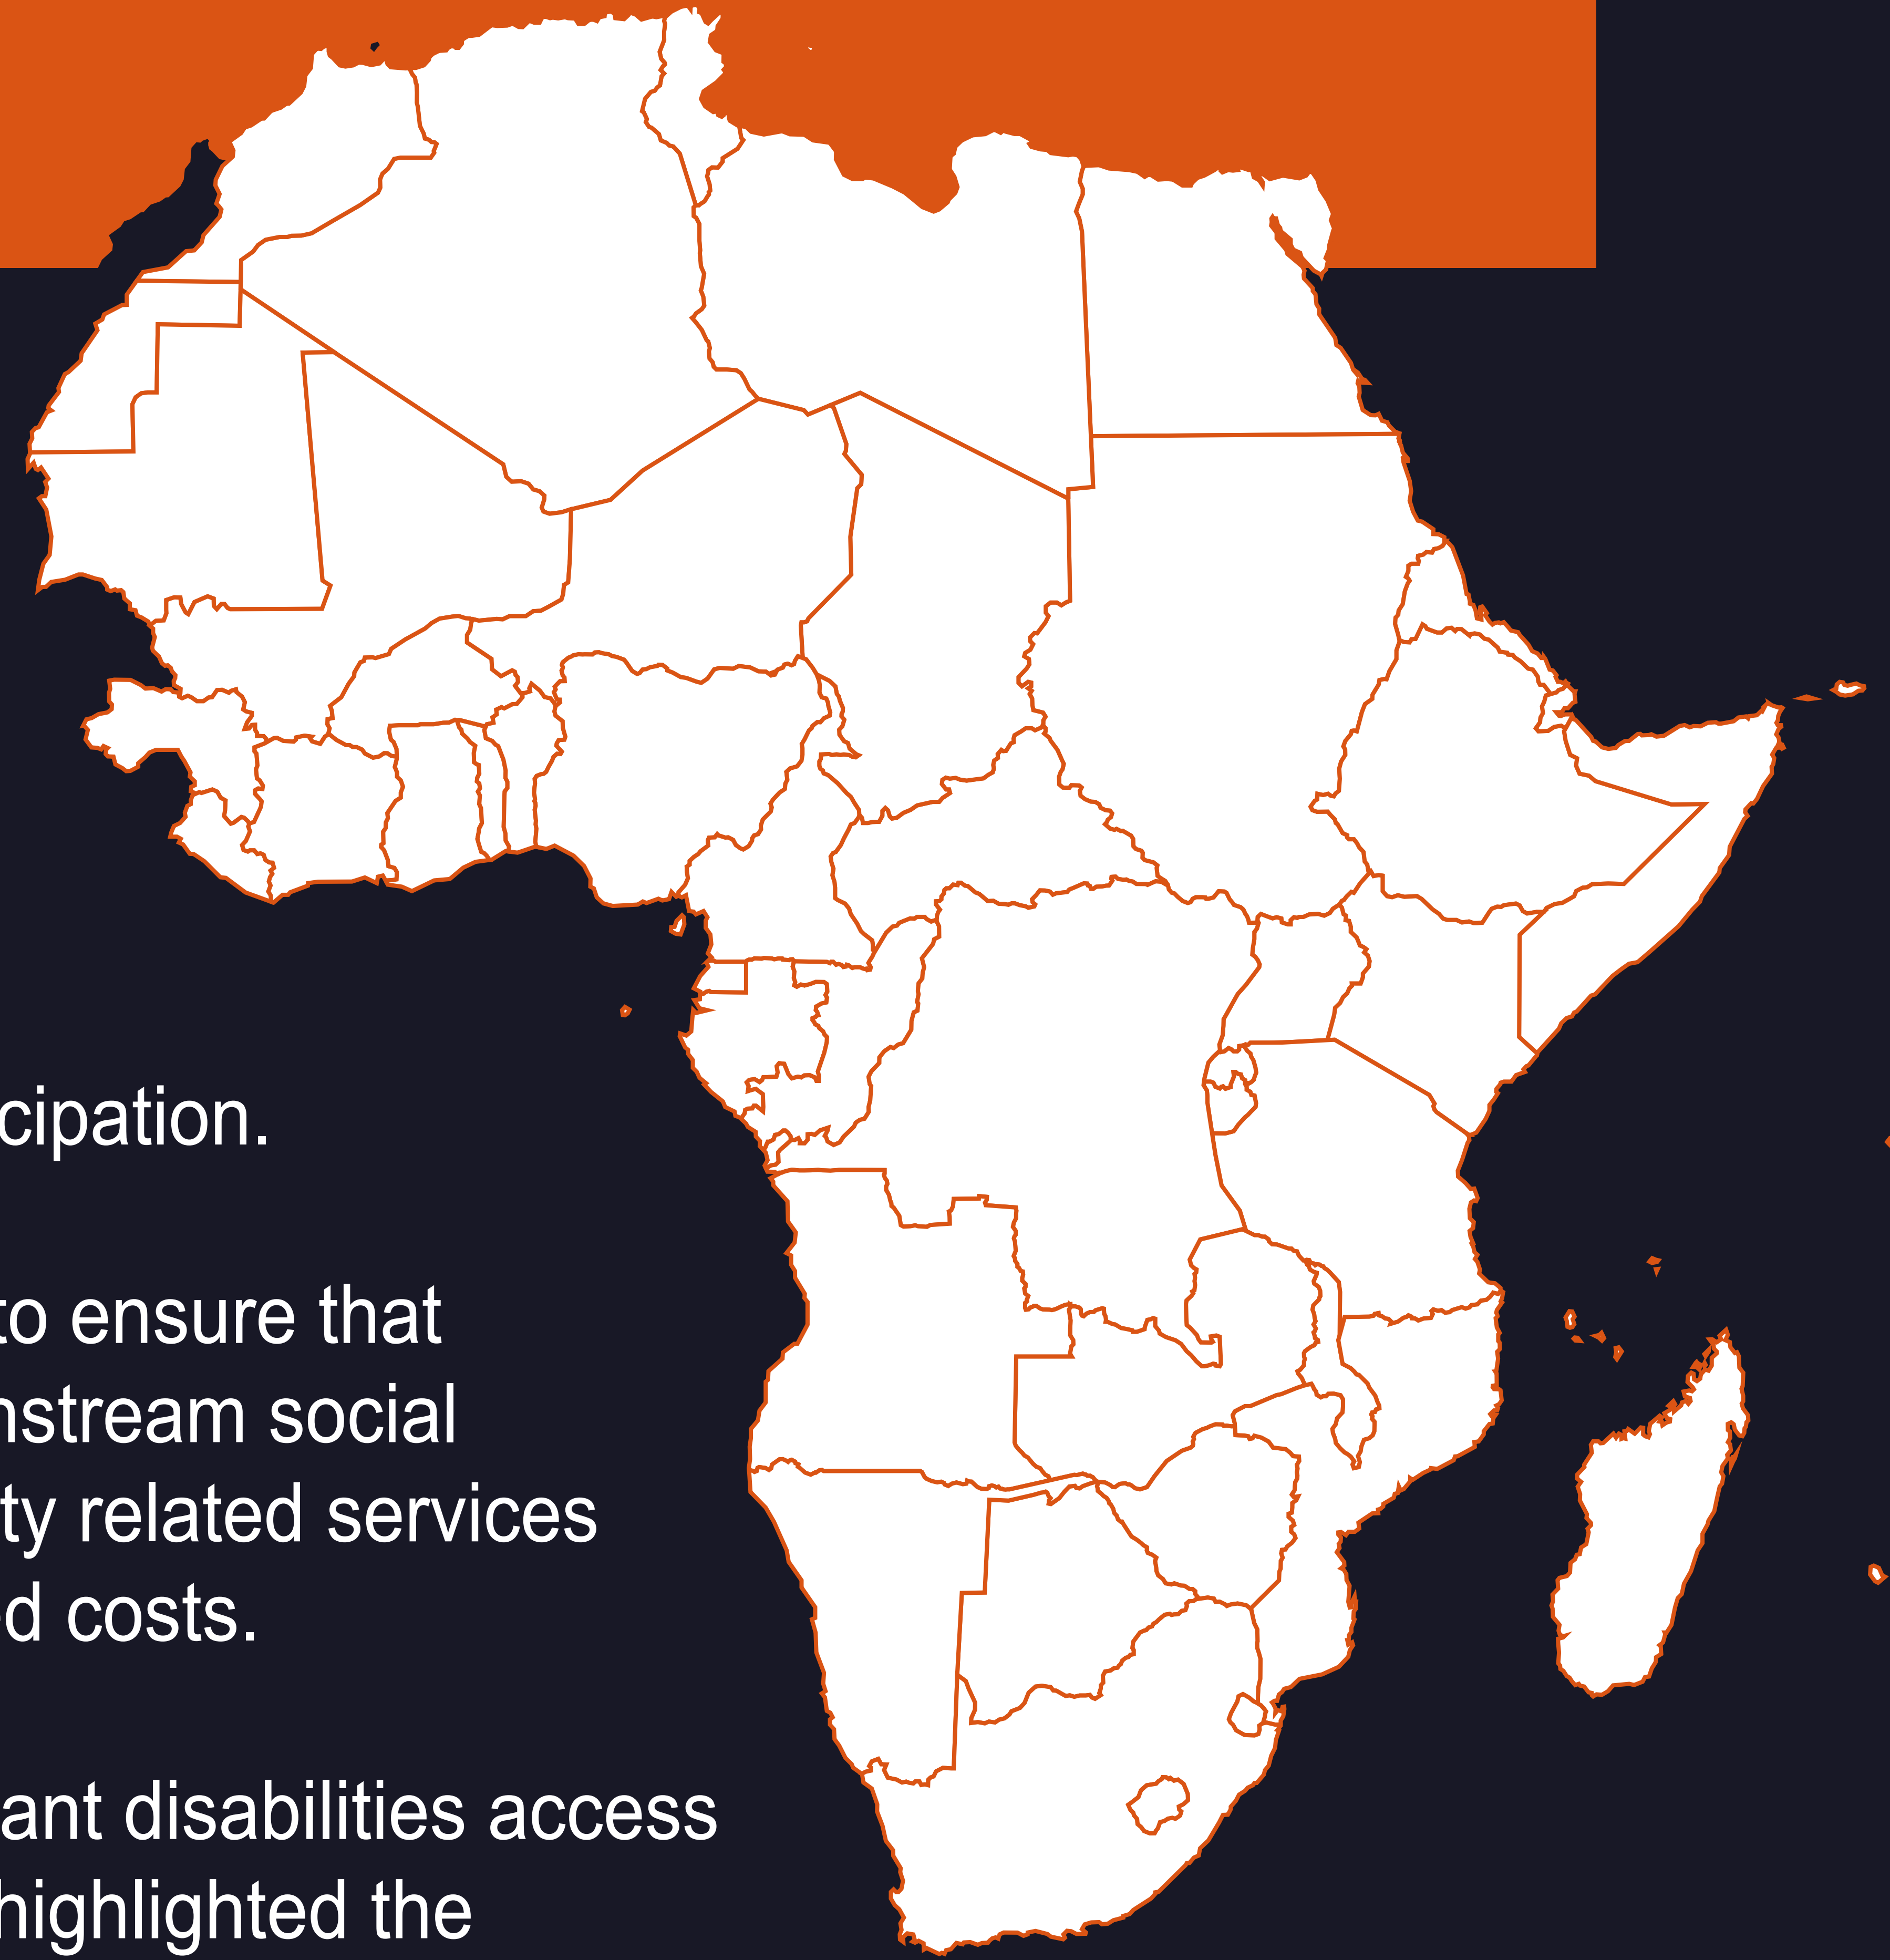 cipation.
to ensure that
nstream social
ty related services
d costs.
ant disabilities access
highlighted the